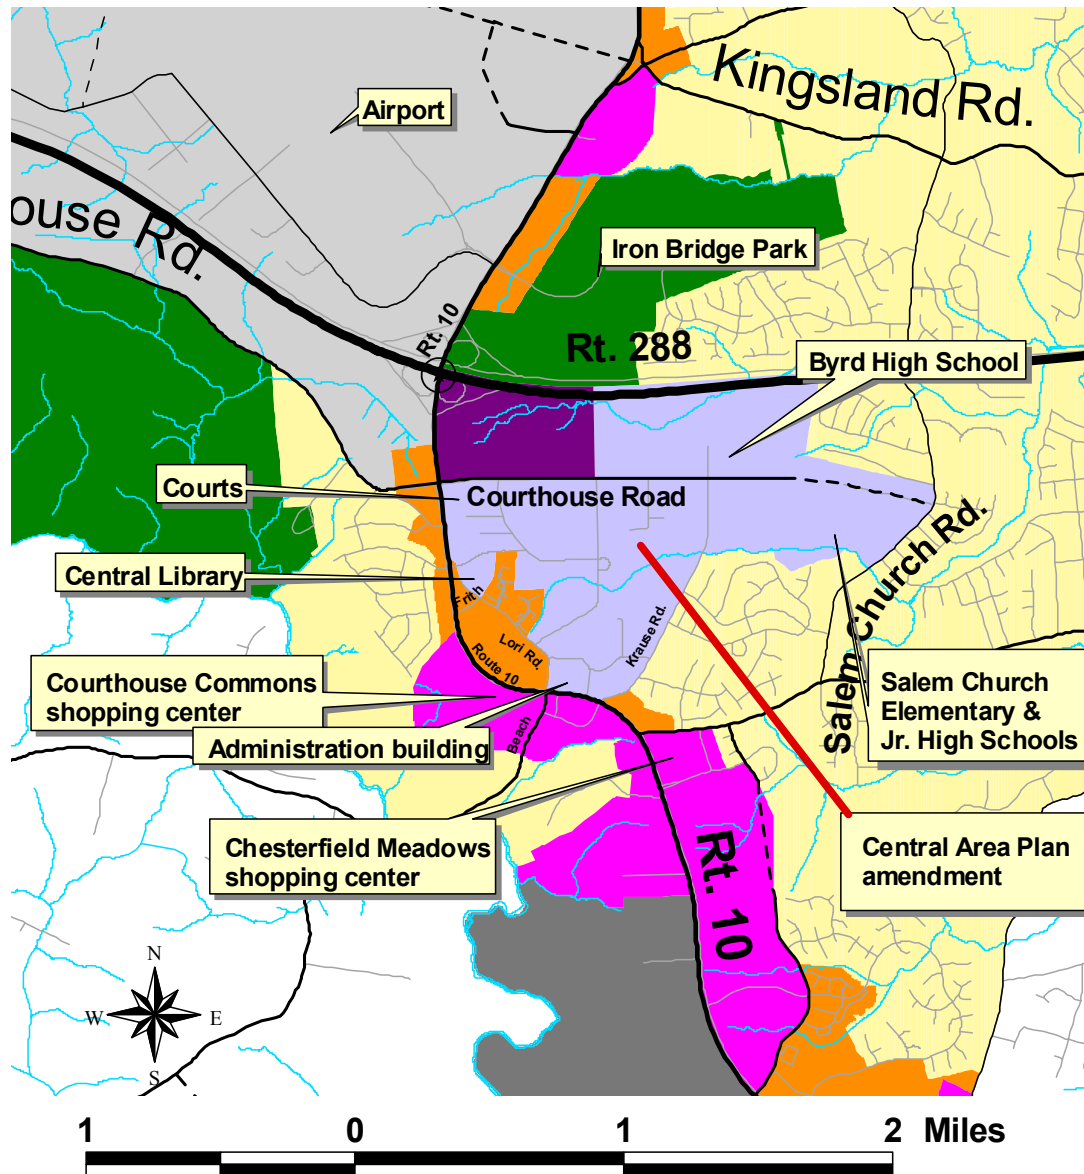 Kingsland Rd.
Airport
ouse Rd.
Iron Bridge Park
Rt. 10
Rt. 288
Byrd High School
Courts
Courthouse Road
Central Library
Frith
Salem Church Rd.
Krause Rd.
Lori Rd.
Route 10
Courthouse Commons
shopping center
Salem Church
Elementary &
Jr. High Schools
Administration building
Beach
Chesterfield Meadows
shopping center
Rt. 10
Central Area Plan
amendment
N
W
E
S
1 0 1 2 Miles